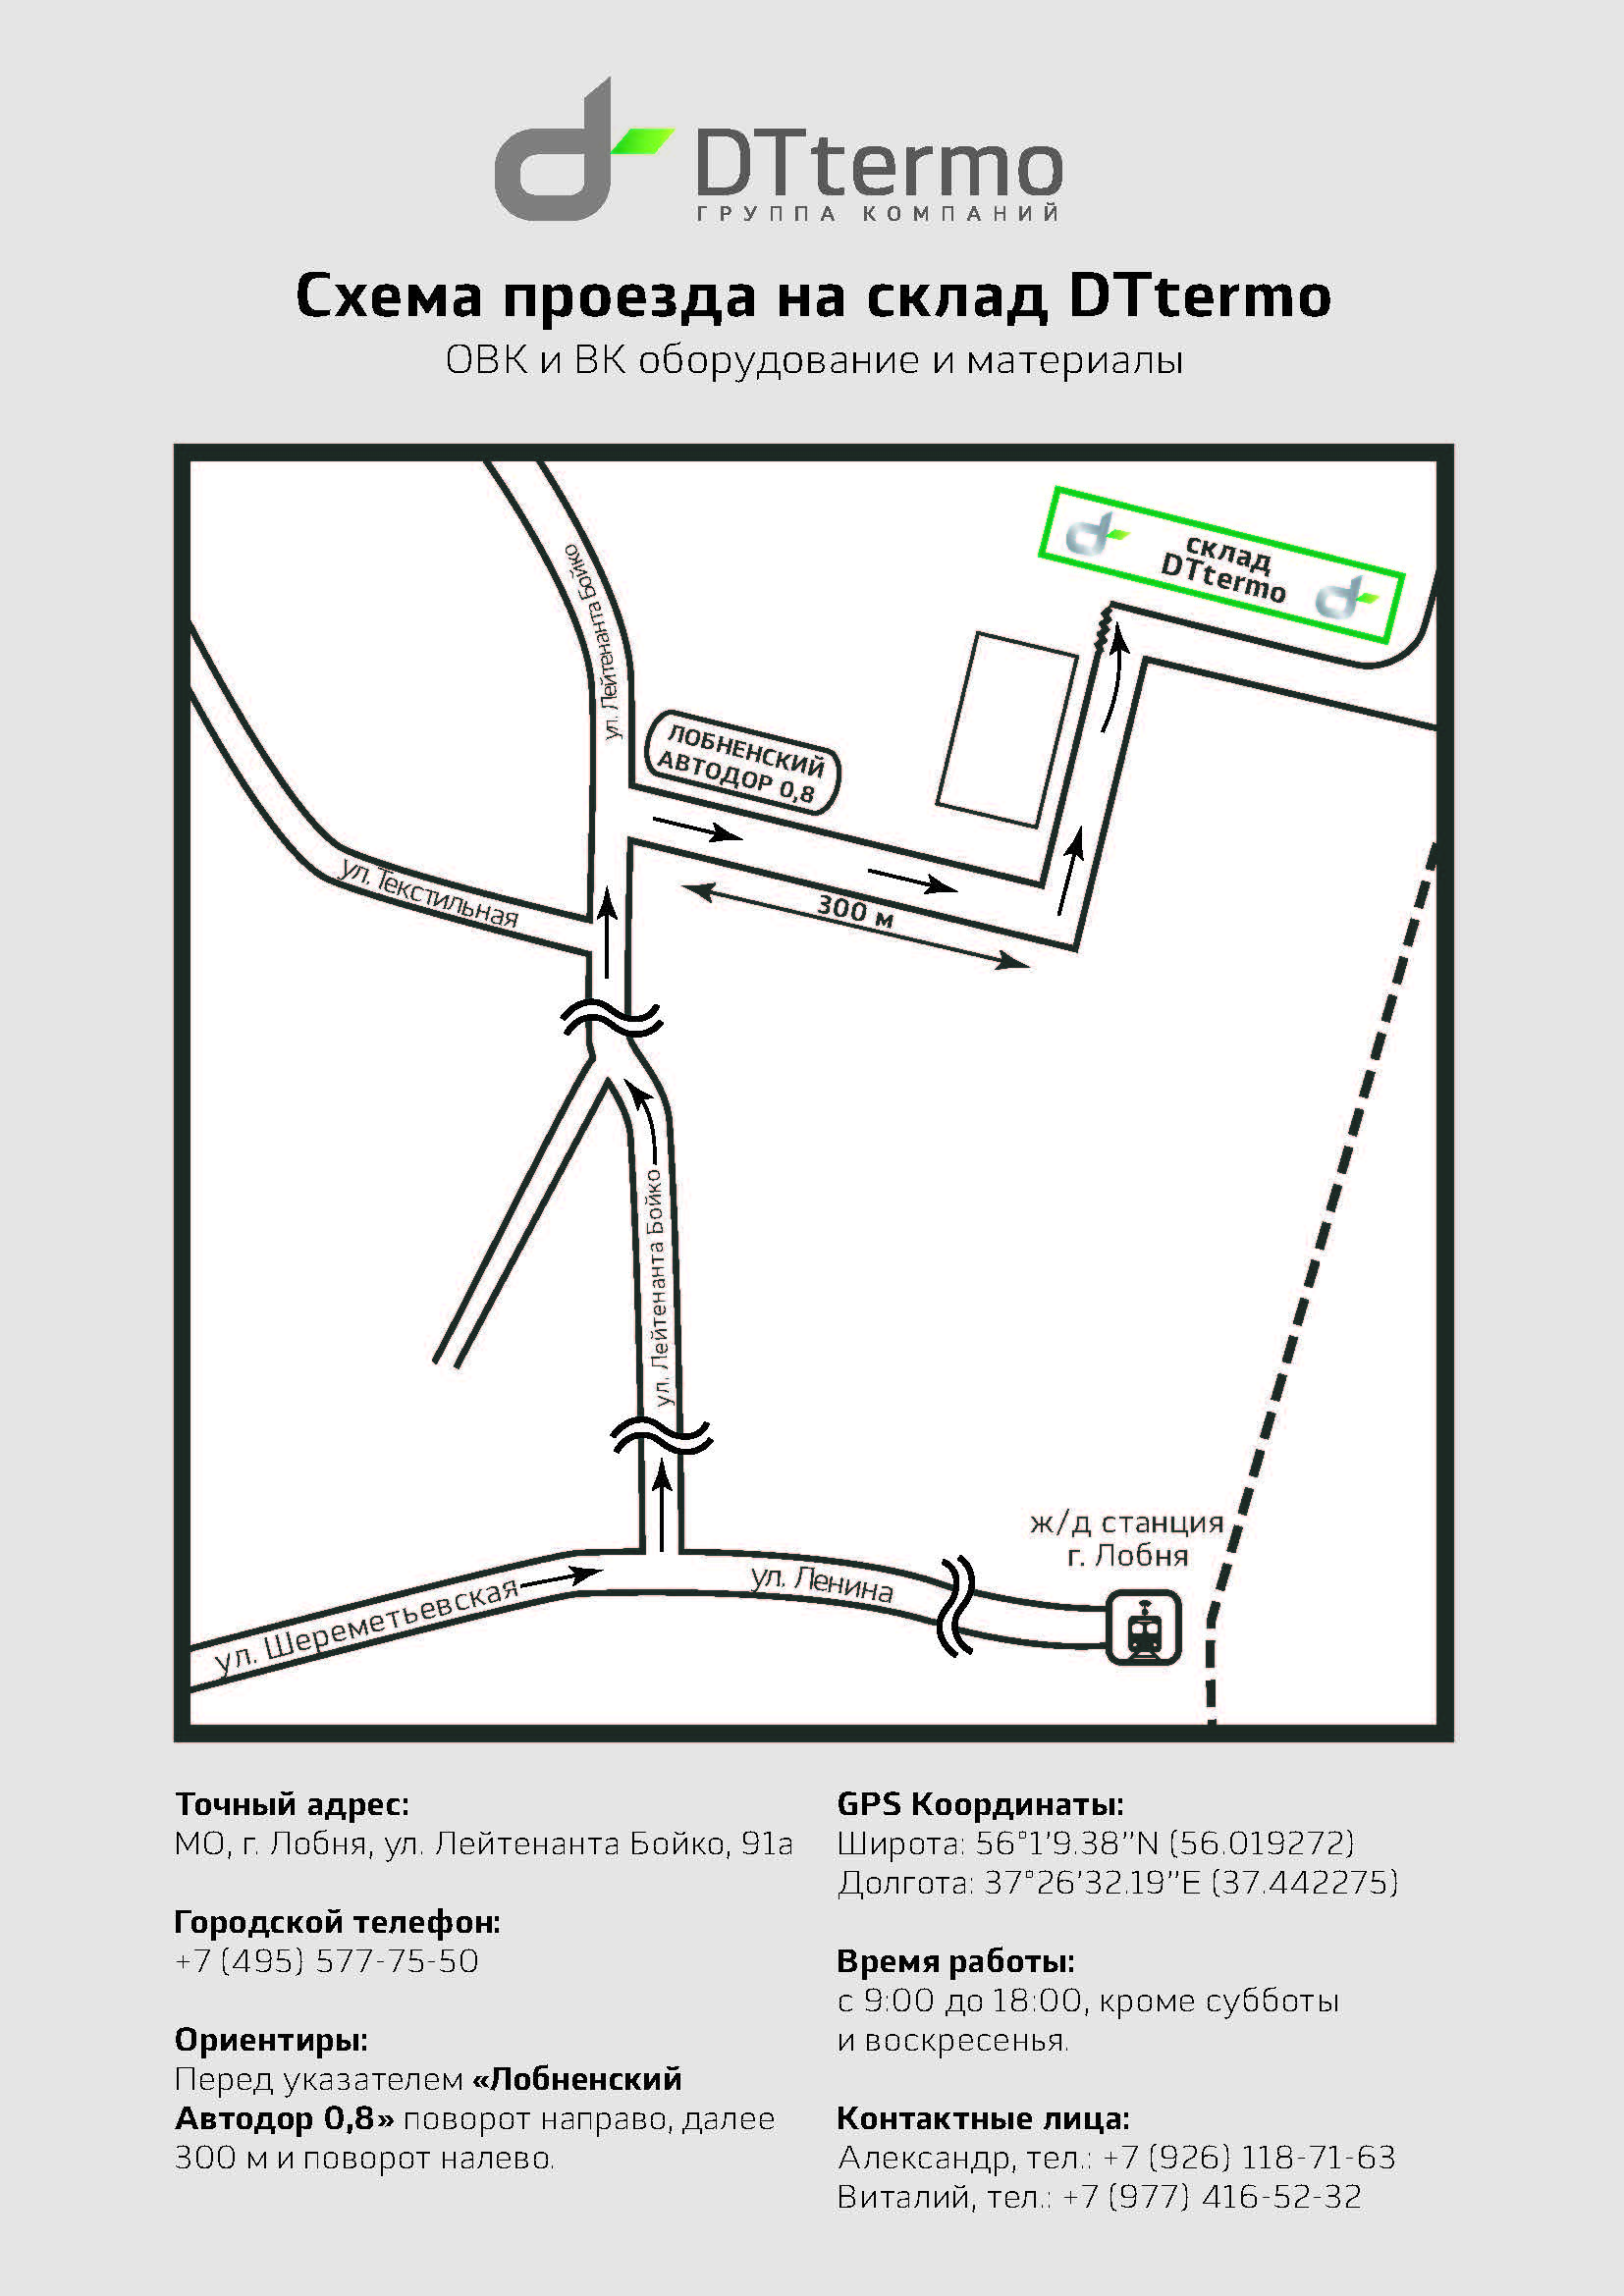 DTtermo
ГРУППА КОМПАНИЙ
Схема проезда на склад DTtermo
ОВК и ВК оборудование и материалы
склад
DTtermo
ул. Лейтенанта Бойко
ЛОБНЕНСКИЙ
АВТОДОР 0,8
ул. Текстильная
300 м
ул. Лейтенанта Бойко
ж/д станция
г. Лобня
ул. Шереметьевская
ул. Ленина
Точный адрес:
МО, г. Лобня, ул. Лейтенанта Бойко, 91а
Городской телефон:
+7 (495) 577-75-50
Ориентиры:
Перед указателем «Лобненский
Автодор 0,8» поворот направо, далее
300 м и поворот налево.
GPS Координаты:
Широта: 56°1'9.38"N (56.019272)
Долгота: 37°26'32.19"E (37.442275)
Время работы:
с 9:00 до 18:00, кроме субботы
и воскресенья.
Контактные лица:
Александр, тел.: +7 (926) 118-71-63
Виталий, тел.: +7 (977) 416-52-32